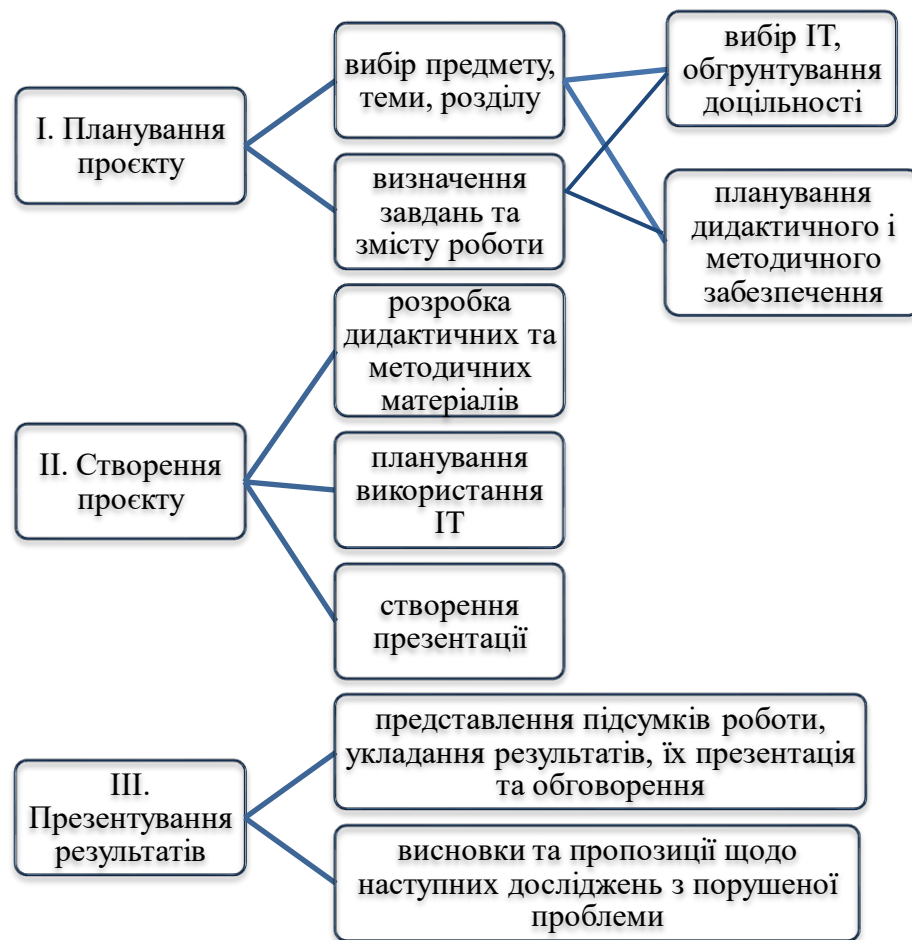 І. Планування
проєкту
вибір предмету,
теми, розділу
визначення
завдань та
змісту роботи
вибір ІТ,
обгрунтування
доцільності
планування
дидактичного і
методичного
забезпечення
ІІ. Створення
проєкту
розробка
дидактичних та
методичних
матеріалів
планування
використання
ІТ
створення
презентації
ІІІ.
Презентування
результатів
представлення підсумків роботи,
укладання результатів, їх презентація
та обговорення
висновки та пропозиції щодо
наступних досліджень з порушеної
проблеми